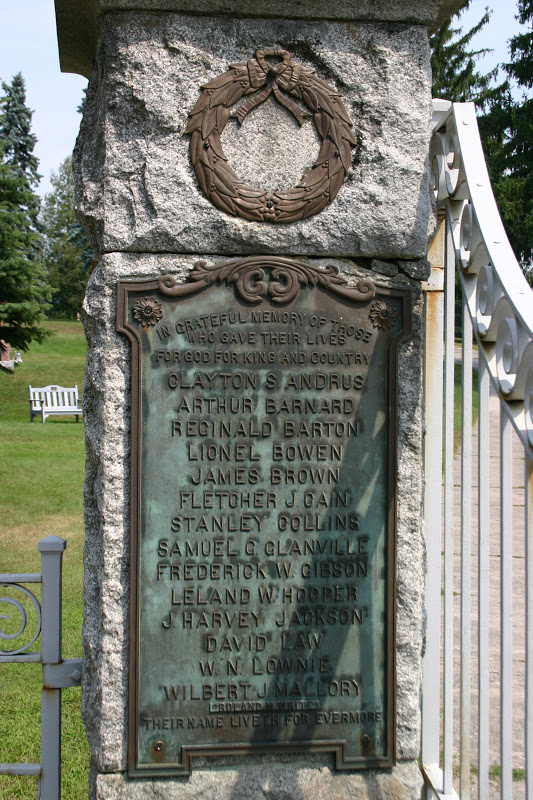 IN GRATEFUL MEMORY OF THOSE
WHO GAVE THEIR LIVES
FOR GOD FOR KING AND COUNTRY
CLAYTON S. ANDRUS
ARTHUR BARNARD
REGINALD BARTON
LIONEL BOWEN
JAMES BROWN
FLETCHER J. CAIN
STANLEY COLLINS
SAMUEL G. GLANVILLE
FREDERICK W. GIBSON
LELAND W. HOOPER
J. HARVEY JACKSON
DAVID LAW
W. N. LOWNIE
WILBERT J. MALLORY
ROLAND M. WHITE
THEIR NAME LIVETH FOR EVERMORE